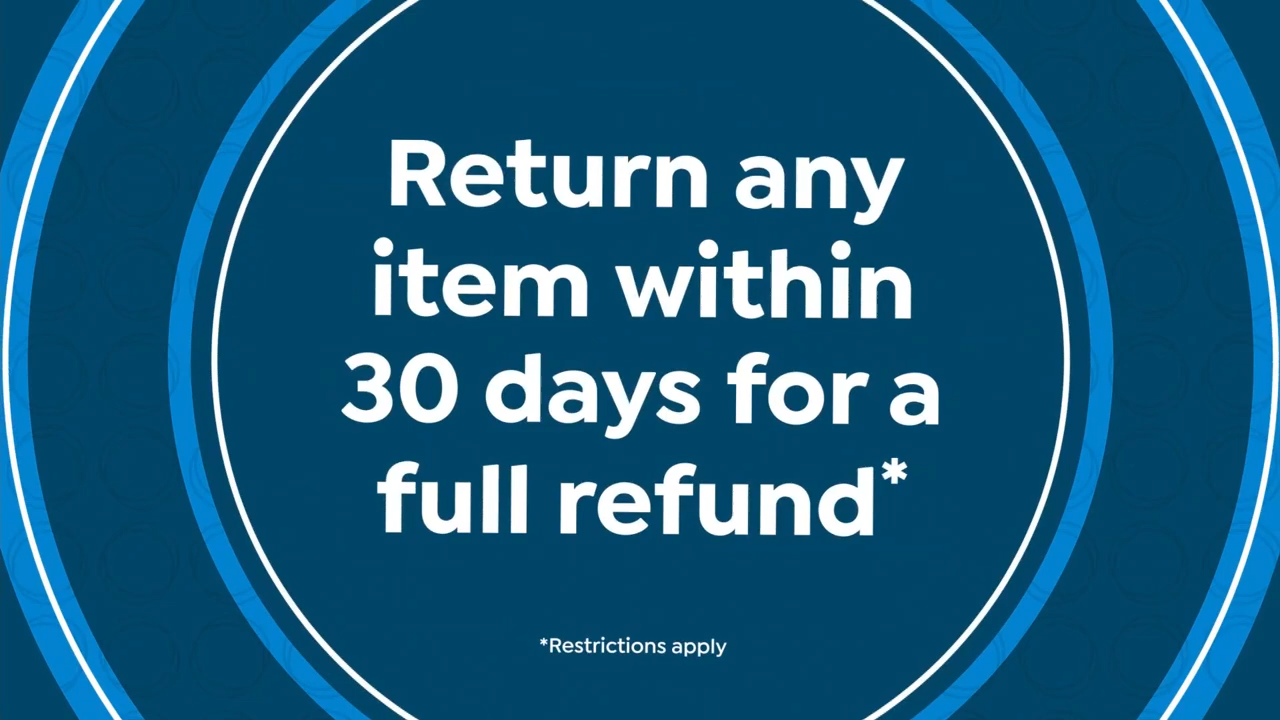 Return any
item within
30 days for a
full refund*
*Restrictions apply